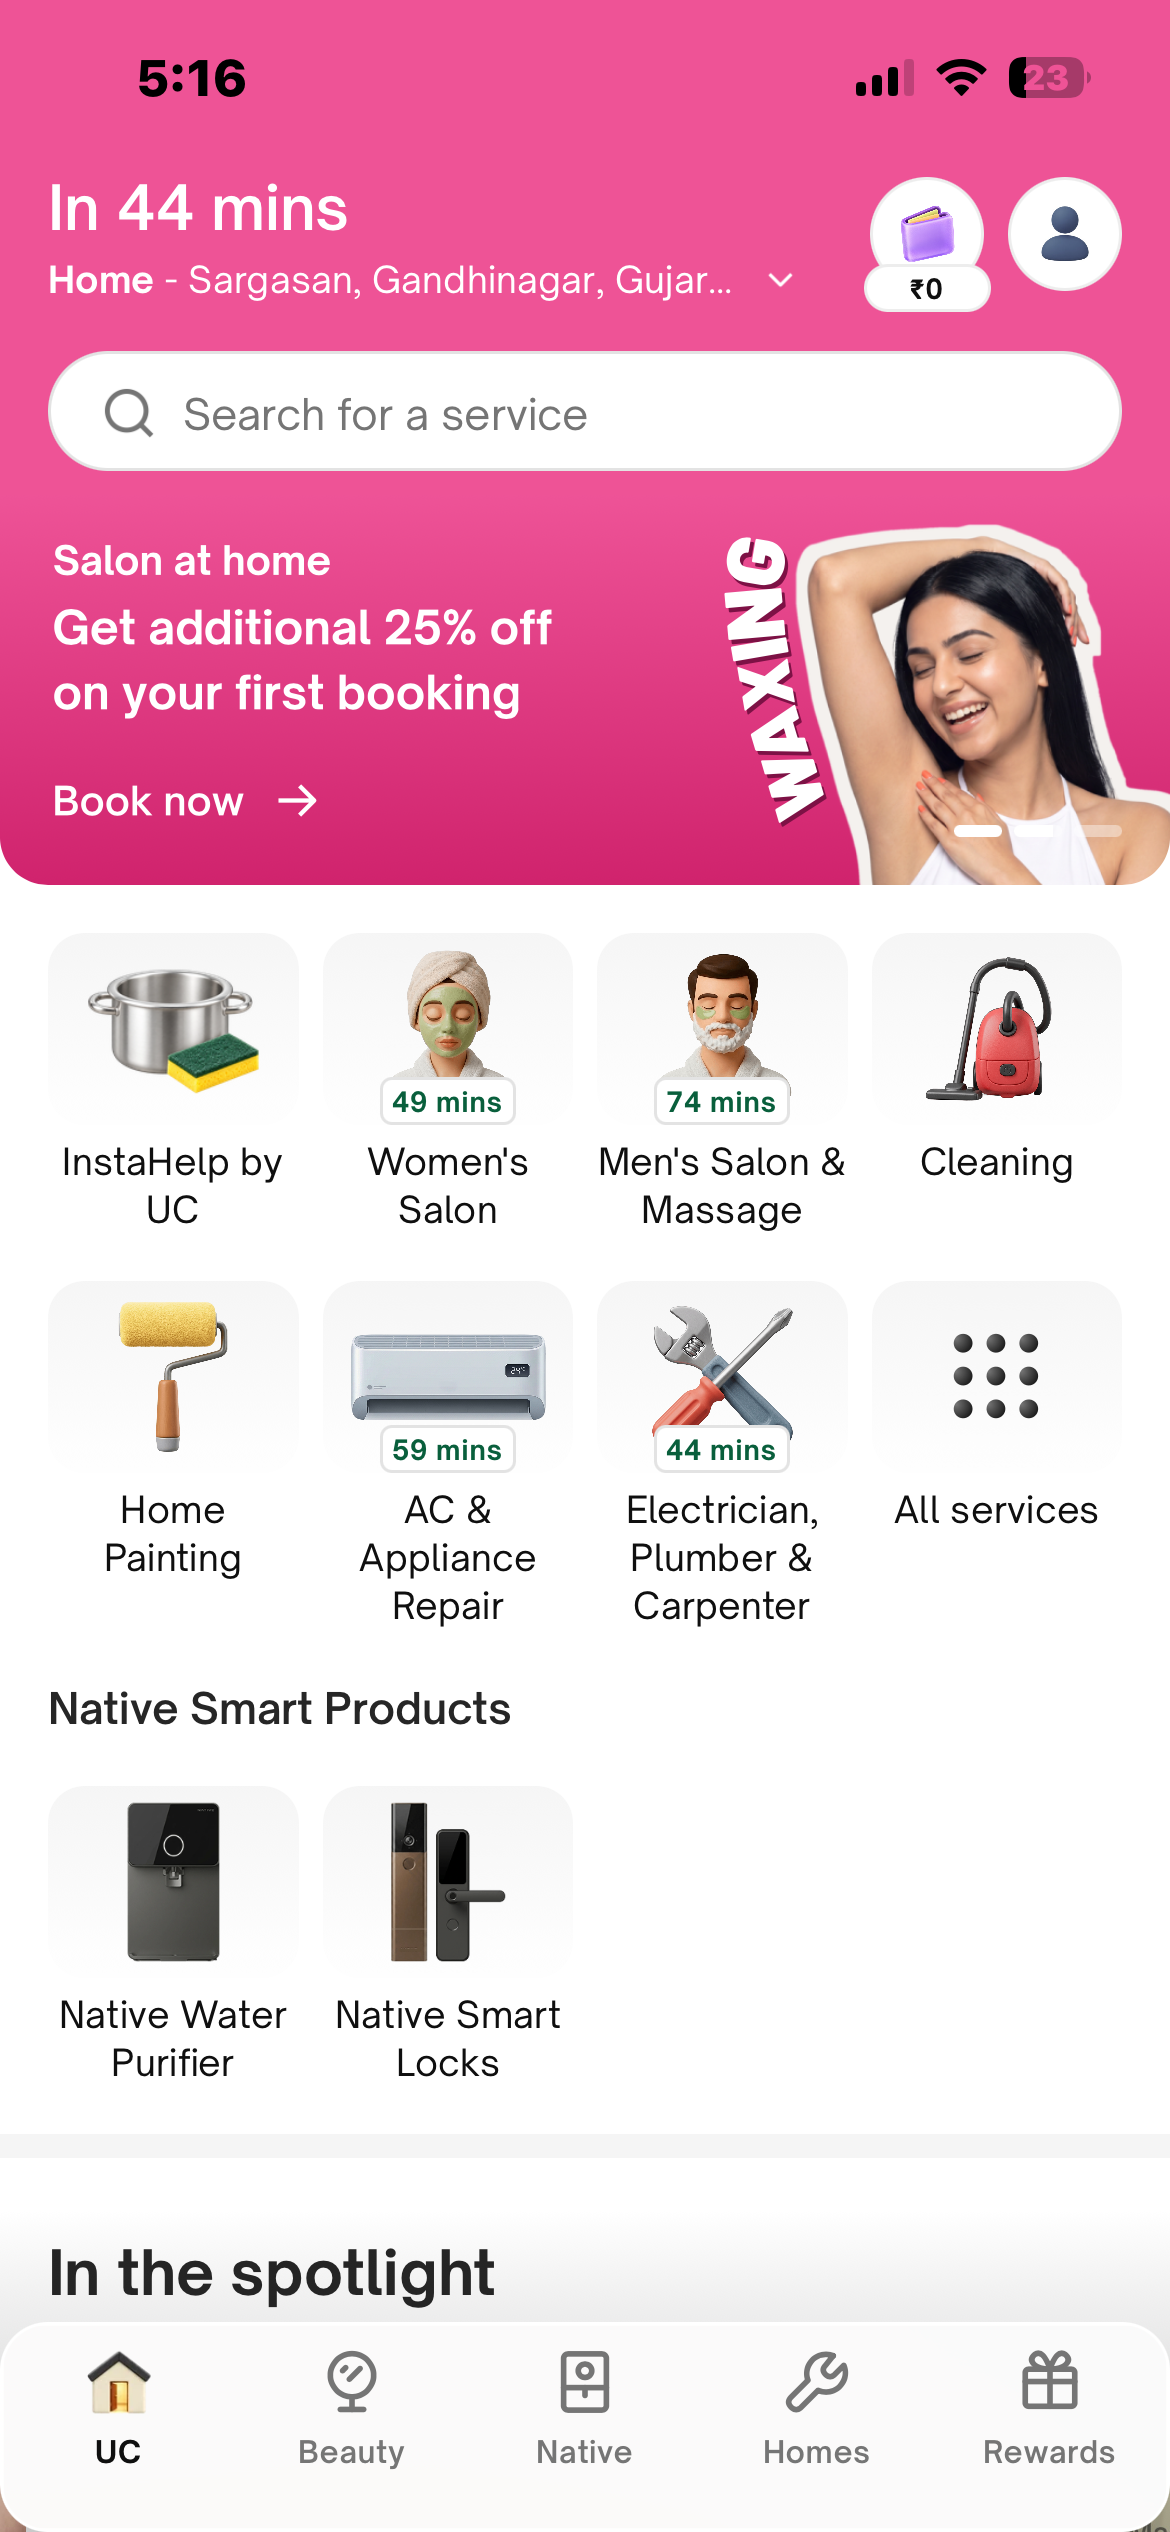 5:16
23
In 44 mins
Home - Sargasan, Gandhinagar, Gujar...
₹0
Search for a service
Salon at home
Get additional 25% off
on your first booking
Book now
WAXING
49 mins
74 mins
InstaHelp by
UC
Women's
Salon
Men's Salon &
Massage
Cleaning
24°C
59 mins
44 mins
Home
Painting
AC &
Appliance
Repair
Electrician,
Plumber &
Carpenter
All services
Native Smart Products
Native Water
Purifier
Native Smart
Locks
In the spotlight
UC
Beauty
Native
Homes
Rewards